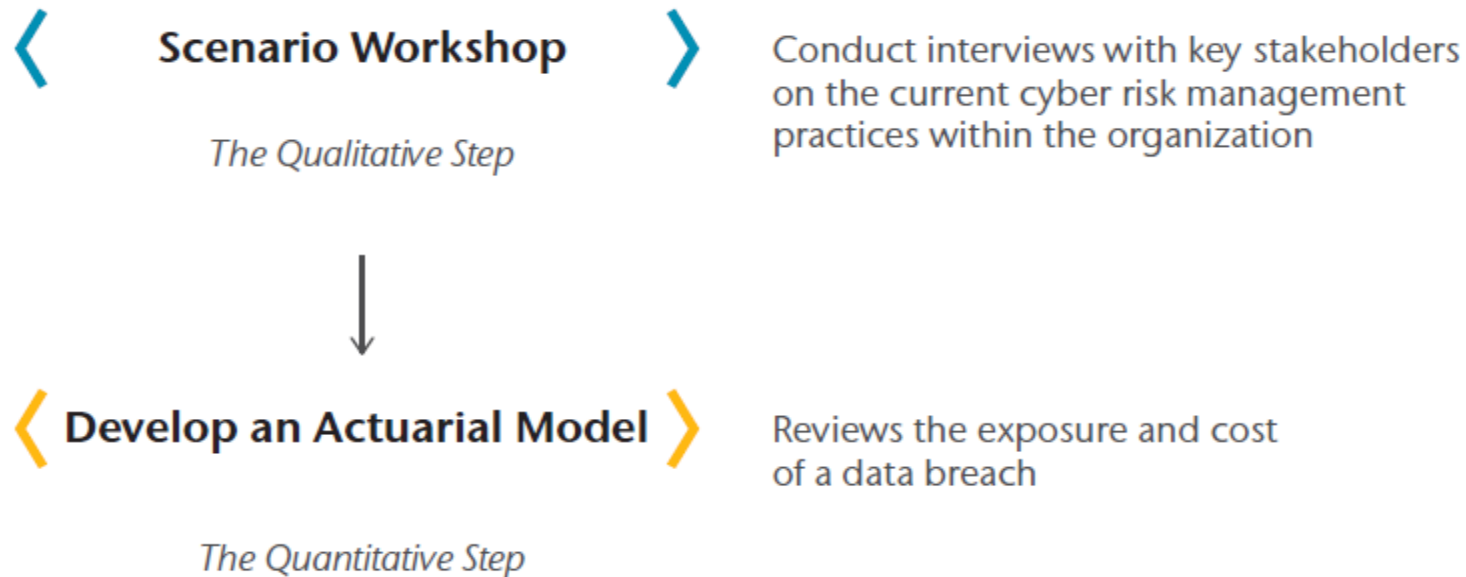 Scenario Workshop
Conduct interviews with key stakeholders
on the current cyber risk management
practices within the organization
The Qualitative Step
Develop an Actuarial Model
Reviews the exposure and cost
of a data breach
The Quantitative Step